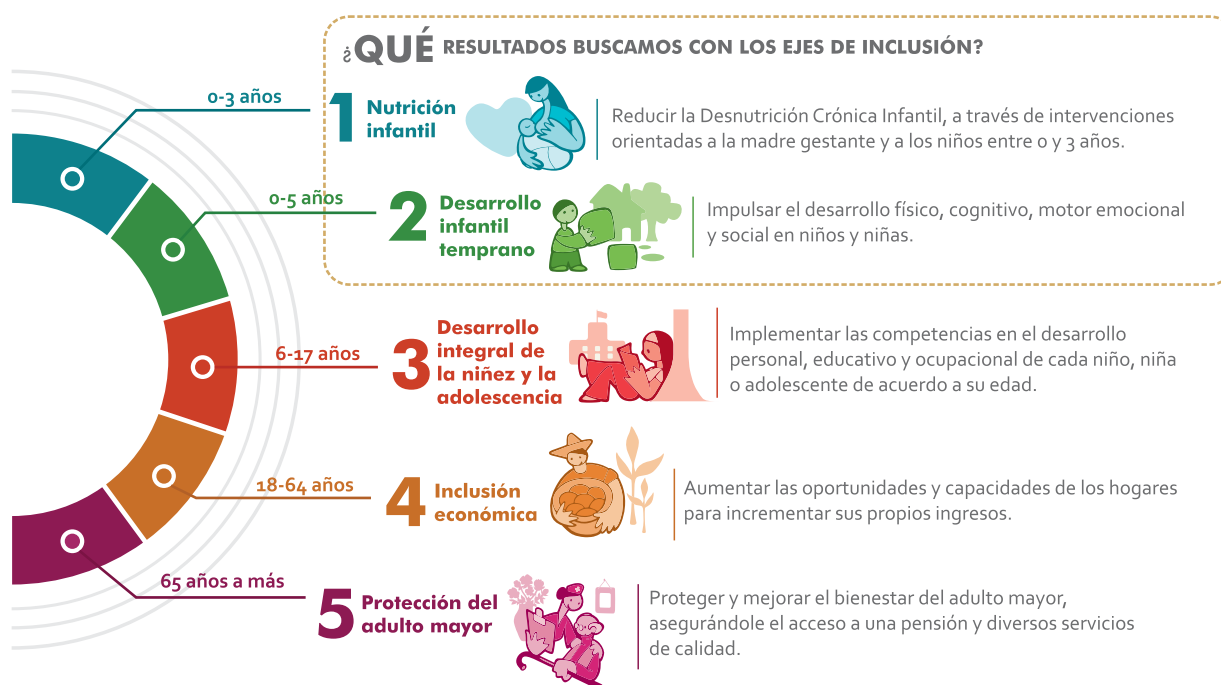 ¿QUÉ RESULTADOS BUSCAMOS CON LOS EJES DE INCLUSIÓN?
0-3 años
1 Nutrición
infantil
Reducir la Desnutrición Crónica Infantil, a través de intervenciones
orientadas a la madre gestante y a los niños entre 0 y 3 años.
0-5 años
2 Desarrollo
infantil
temprano
Impulsar el desarrollo físico, cognitivo, motor emocional
y social en niños y niñas.
6-17 años
3 Desarrollo
integral de
la niñez y la
adolescencia
Implementar las competencias en el desarrollo
personal, educativo y ocupacional de cada niño, niña
o adolescente de acuerdo a su edad.
18-64 años
4 Inclusión
económica
Aumentar las oportunidades y capacidades de los hogares
para incrementar sus propios ingresos.
65 años a más
5 Protección del
adulto mayor
Proteger y mejorar el bienestar del adulto mayor,
asegurándole el acceso a una pensión y diversos servicios
de calidad.